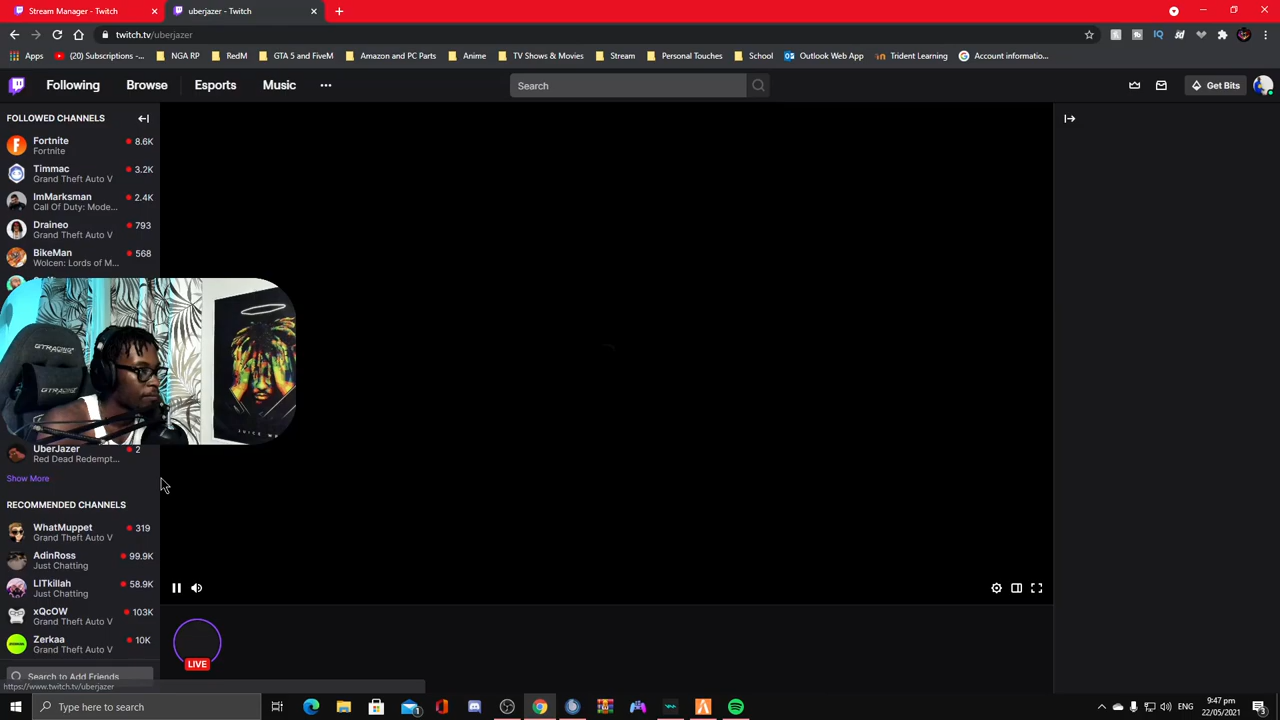 Stream Manager - Twitch
uberjazer - Twitch
twitch.tv/uberjazer
Apps
(20) Subscriptions -...
NGA RP
RedM
GTA 5 and FiveM
Amazon and PC Parts
Anime
TV Shows & Movies
Stream
Personal Touches
School
Outlook Web App
Trident Learning
Account informatio...
Following
Browse
Esports
Music
Search
Get Bits
FOLLOWED CHANNELS
Fortnite 8.6K
Fortnite
Timmac 3.2K
Grand Theft Auto V
ImMarksman 2.4K
Call Of Duty: Mode...
Draineo 793
Grand Theft Auto V
BikeMan 568
Wolcen: Lords of M...
GTRACING
GTRACING
UberJazer 2
Red Dead Redempt...
Show More
RECOMMENDED CHANNELS
WhatMuppet 319
Grand Theft Auto V
AdinRoss 99.9K
Just Chatting
LITkillah 58.9K
Just Chatting
xQcOW 103K
Grand Theft Auto V
Zerkaa 10K
Grand Theft Auto V
LIVE
Search to Add Friends
https://www.twitch.tv/uberjazer
Type here to search
ENG
9:47 pm
22/05/2021